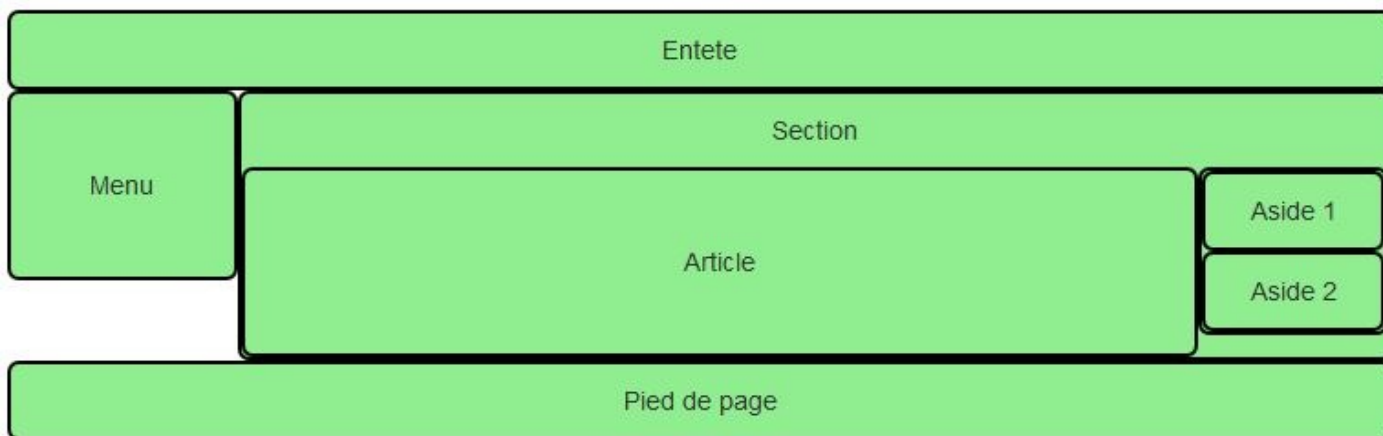 Entete
Menu
Section
Article
Aside 1
Aside 2
Pied de page